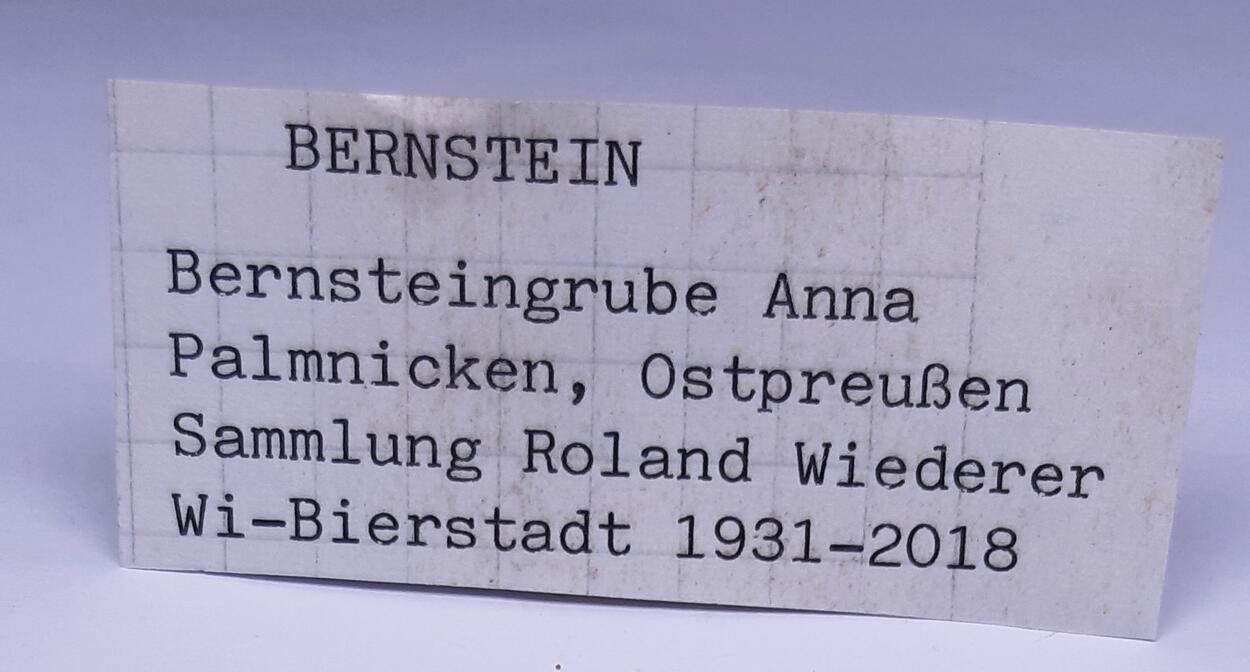 BERNSTEIN
Bernsteingrube Anna
Palmnicken, Ostpreußen
Sammlung Roland Wiederer
Wi-Bierstadt 1931-2018